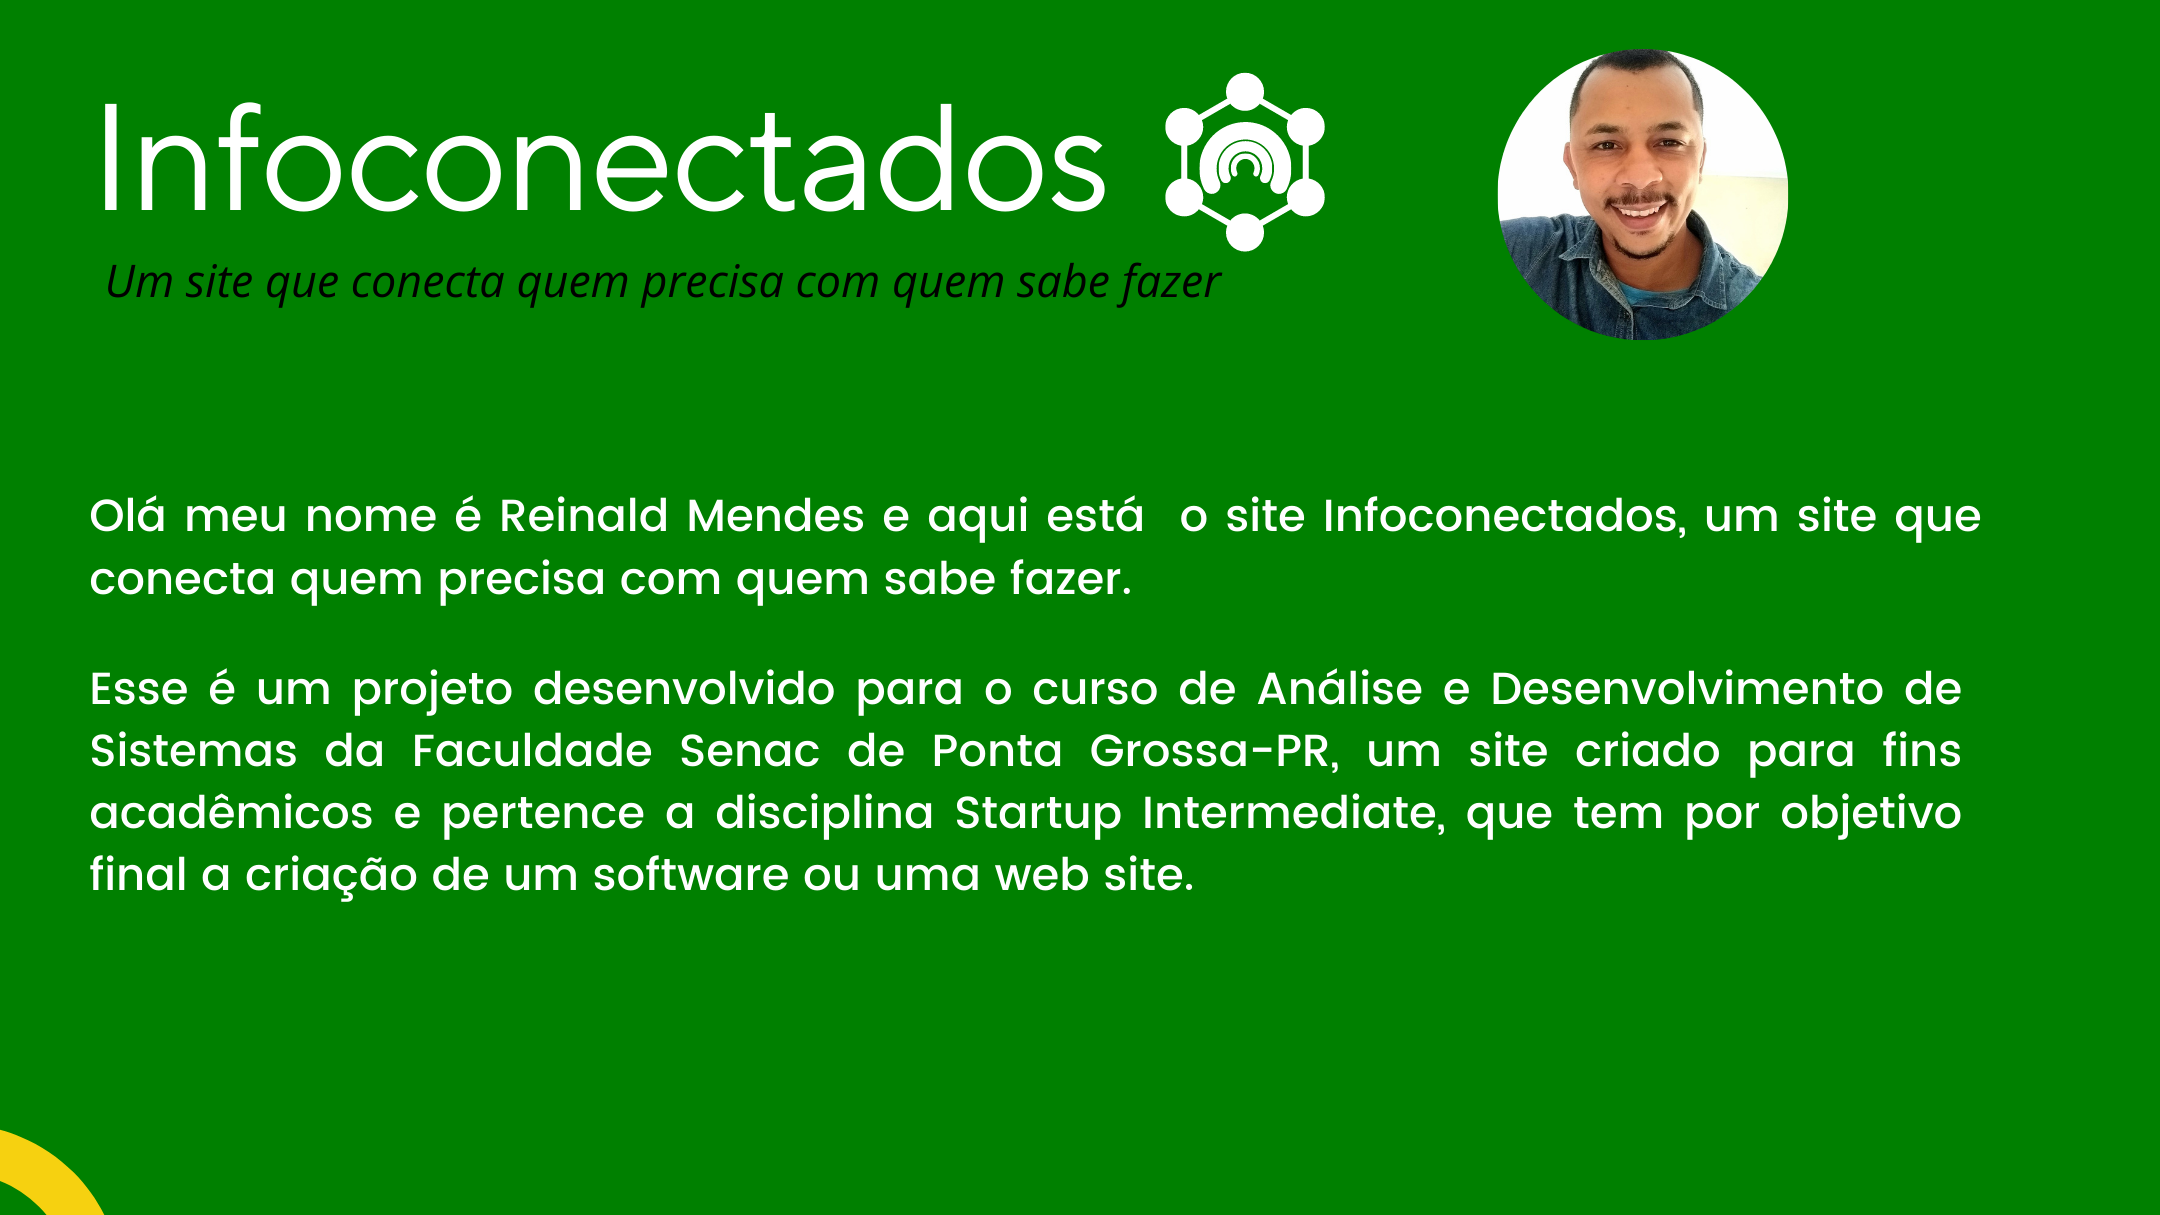 Infoconectados
Um site que conecta quem precisa com quem sabe fazer
Olá meu nome é Reinald Mendes e aqui está  o site Infoconectados, um site que
conecta quem precisa com quem sabe fazer.
Esse é um projeto desenvolvido para o curso de Análise e Desenvolvimento de
Sistemas da Faculdade Senac de Ponta Grossa-PR, um site criado para fins
acadêmicos e pertence a disciplina Startup Intermediate, que tem por objetivo
final a criação de um software ou uma web site.